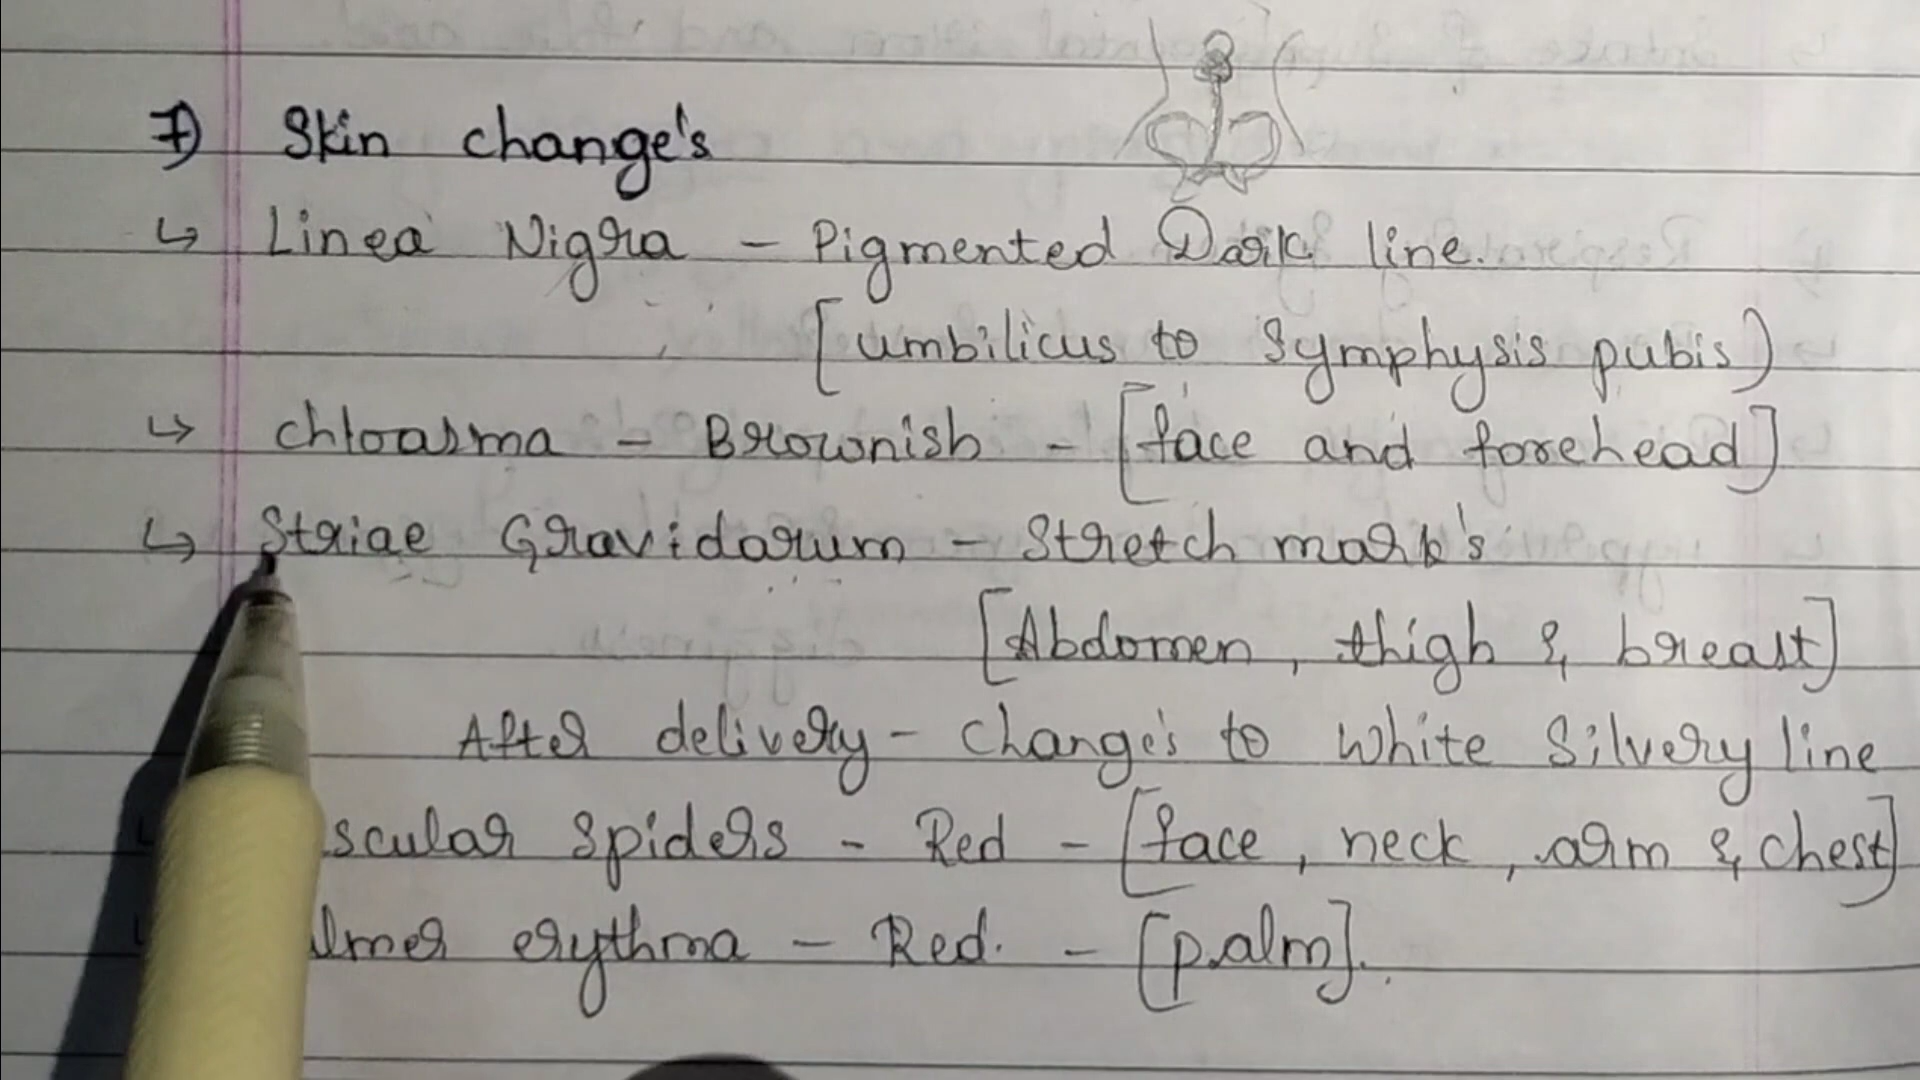 7) Skin change's
↳ Linea Nigra - Pigmented Dark line.
[umbilicus to Symphysis pubis)
↳ chloasma - Brownish - [face and forehead]
↳ Striae Gravidarum - Stretch mark's
[Abdomen, thigh & breast]
After delivery - change's to White Silvery line
scular Spiders - Red - [face, neck, arm & chest]
lmer erythma - Red. - [palm].